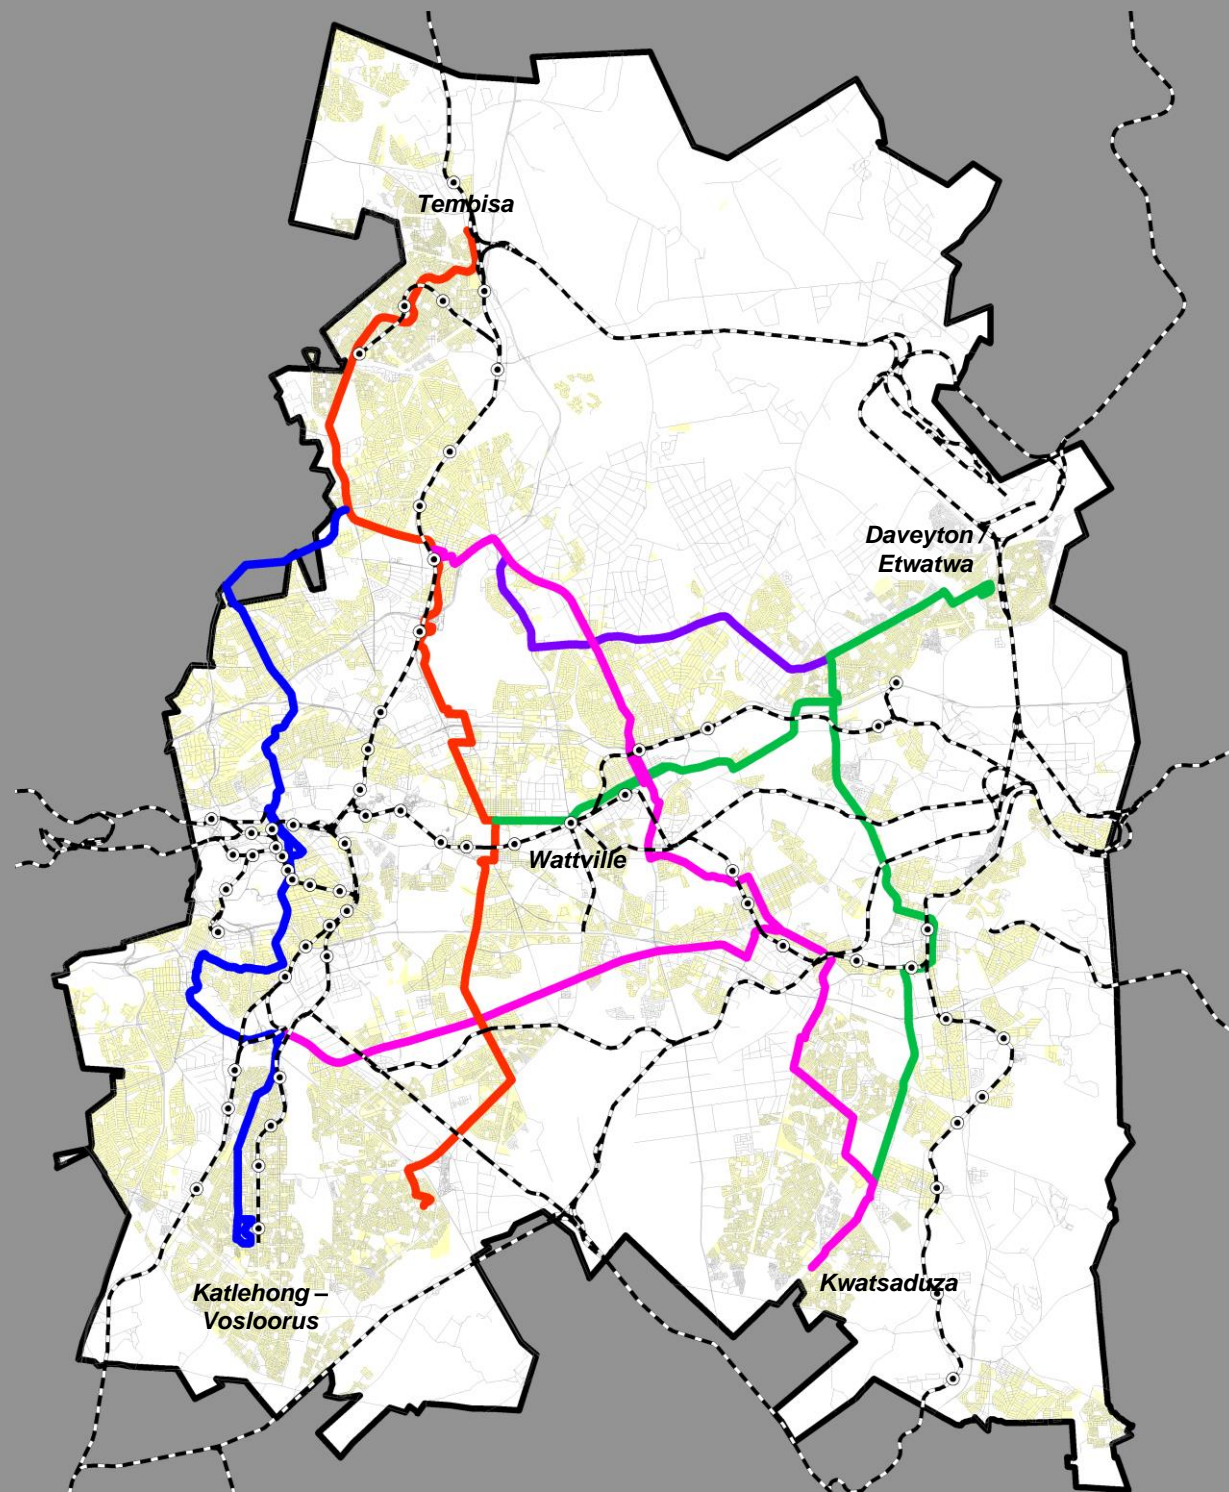 Tembisa
Daveyton /
Etwatwa
Wattville
Kwatsaduza
Katlehong –
Vosloorus